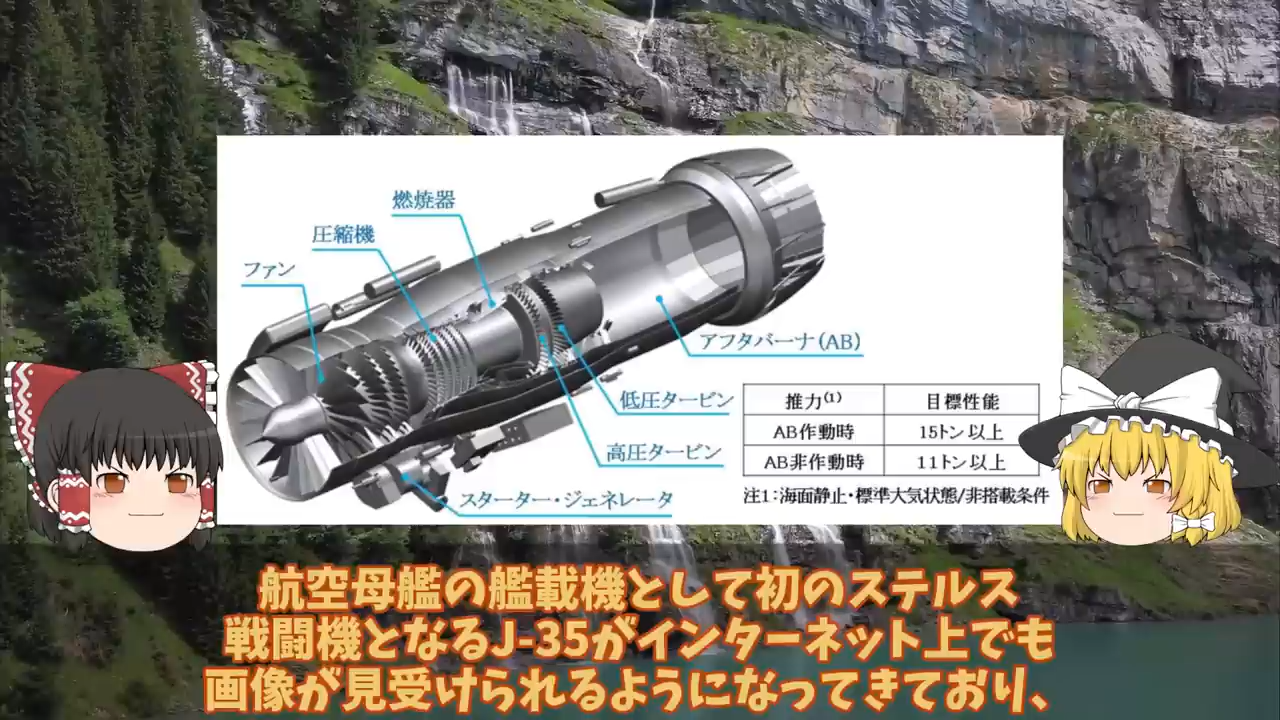 燃焼器
圧縮機
ファン
アフタバーナ(AB)
低圧タービン
高圧タービン
スターター・ジェネレータ
推力(1) 目標性能
AB作動時 15トン以上
AB非作動時 11トン以上
注1:海面静止・標準大気状態/非搭載条件
航空母艦の艦載機として初のステルス
戦闘機となるJ-35がインターネット上でも
画像が見受けられるようになってきており、